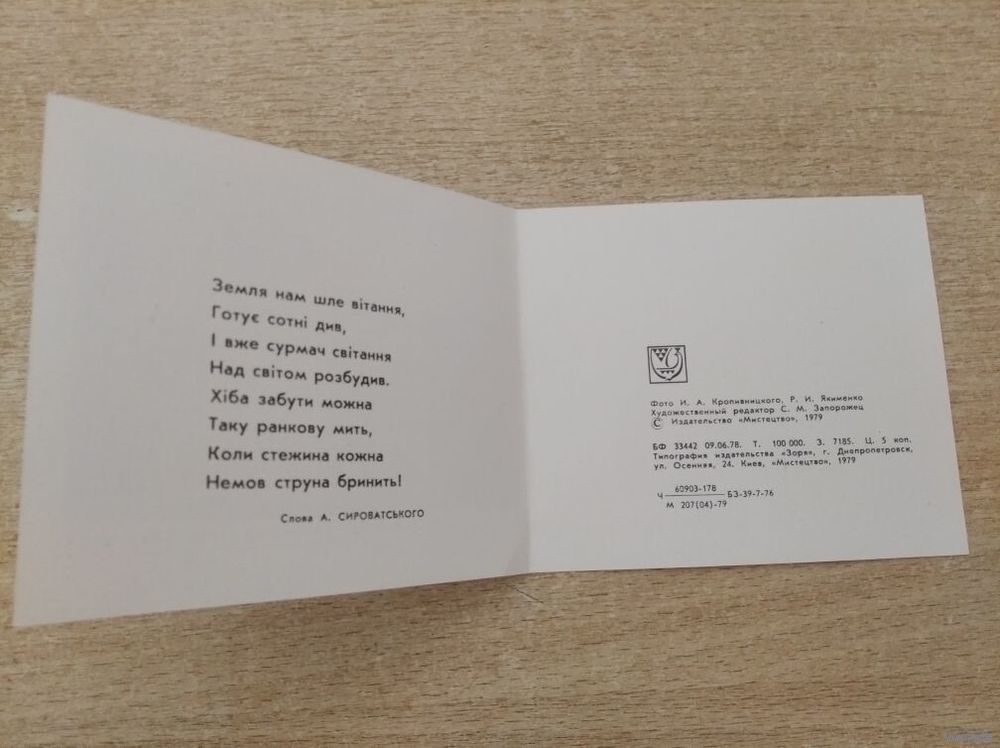 Земля нам шле вітання,
Готує сотні див,
І вже сурмач світання
Над світом розбудив.
Хіба забути можна
Таку ранкову мить,
Коли стежина кожна
Немов струна бринить!
Слова А. СИРОВАТСЬКОГО
Фото И. А. Кропивницкого, Р. И. Якименко
Художественный редактор С. М. Запорожец
© Издательство «Мистецтво», 1979
БФ 33442 09.06.78. Т. 100 000. З. 7185. Ц. 5 коп.
Типография издательства «Зоря», г. Днепропетровск,
ул. Осенняя, 24. Киев, «Мистецтво», 1979
60903-178
Ч БЗ-39-7-76
М 207(04)-79